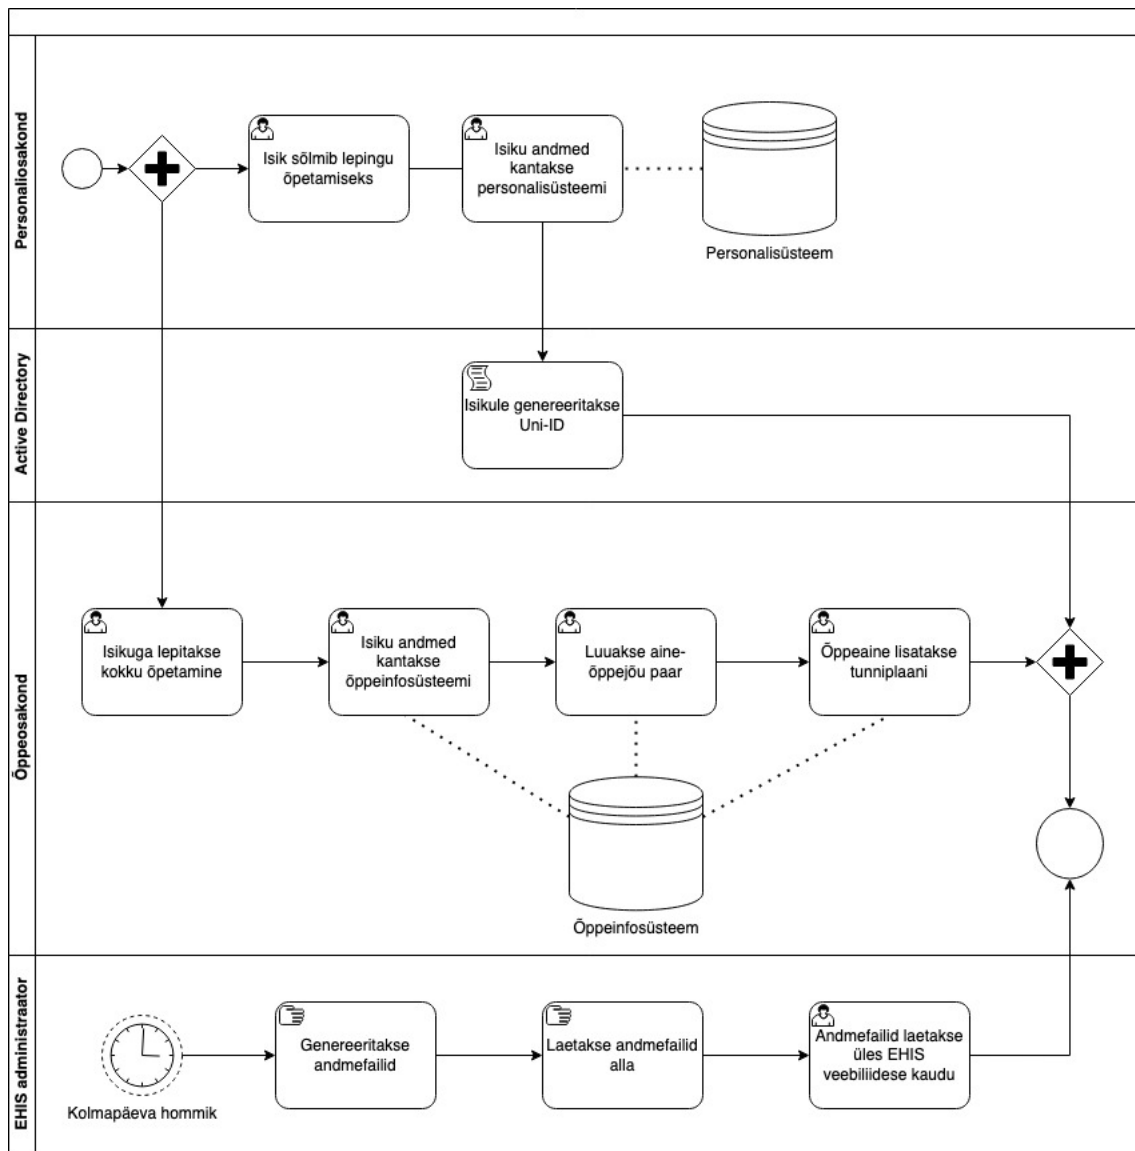 Personaliosakond
Isik sõlmib lepingu
õpetamiseks
Isiku andmed
kantakse
personalisüsteemi
Personalisüsteem
Active Directory
Isikule genereeritakse
Uni-ID
Õppeosakond
Isikuga lepitakse
kokku õpetamine
Isiku andmed
kantakse
õppeinfosüsteemi
Luuakse aine-
õppejõu paar
Õppeaine lisatakse
tunniplaani
Õppeinfosüsteem
EHIS administraator
Kolmapäeva hommik
Genereeritakse
andmefailid
Laetakse andmefailid
alla
Andmefailid laetakse
üles EHIS
veebiliidese kaudu